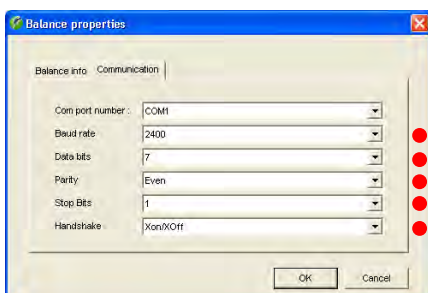 Balance properties
Balance info Communication
Com port number : COM1
Baud rate 2400
Data bits 7
Parity Even
Stop Bits 1
Handshake Xon/XOff
OK Cancel